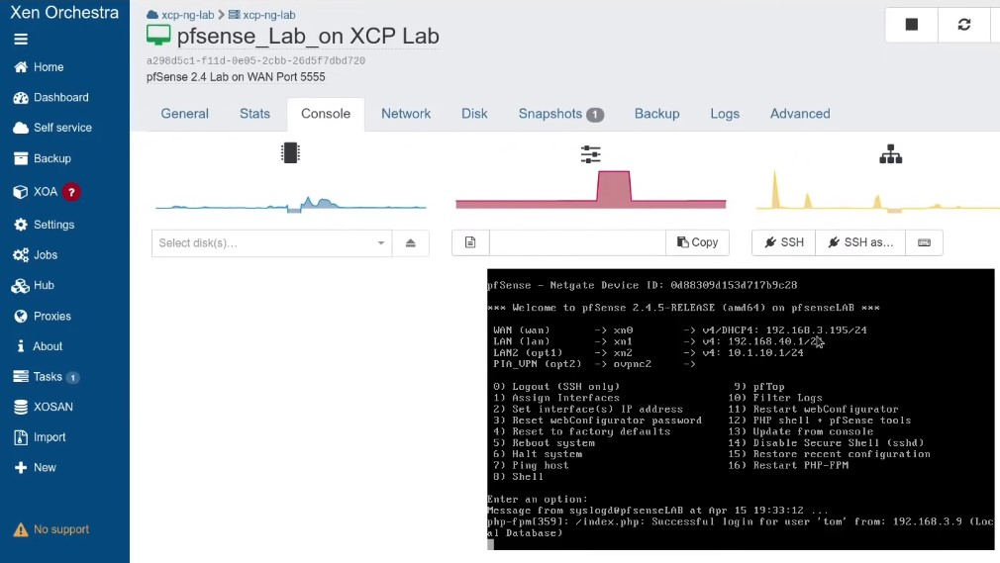 Xen Orchestra
Home
Dashboard
Self service
Backup
XOA ?
Settings
Jobs
Hub
Proxies
About
Tasks 1
XOSAN
Import
New
No support
xcp-ng-lab > xcp-ng-lab
pfsense_Lab_on XCP Lab
a298d5c1-f11d-0e05-2cbb-26d5f7dbd720
pfSense 2.4 Lab on WAN Port 5555
General Stats Console Network Disk Snapshots 1 Backup Logs Advanced
Select disk(s)... Copy SSH SSH as...
pfSense - Netgate Device ID: 0d88309d153d717b9c28
*** Welcome to pfSense 2.4.5-RELEASE (amd64) on pfsenseLAB ***
WAN (wan) -> xn0 -> v4/DHCP4: 192.168.3.195/24
LAN (lan) -> xn1 -> v4: 192.168.40.1/24
LAN2 (opt1) -> xn2 -> v4: 10.1.10.1/24
PIA_VPN (opt2) -> ovpnc2 ->
0) Logout (SSH only) 9) pfTop
1) Assign Interfaces 10) Filter Logs
2) Set interface(s) IP address 11) Restart webConfigurator
3) Reset webConfigurator password 12) PHP shell + pfSense tools
4) Reset to factory defaults 13) Update from console
5) Reboot system 14) Disable Secure Shell (sshd)
6) Halt system 15) Restore recent configuration
7) Ping host 16) Restart PHP-FPM
8) Shell
Enter an option:
Message from syslogd@pfsenseLAB at Apr 15 19:33:12 ...
php-fpm[359]: /index.php: Successful login for user 'tom' from: 192.168.3.9 (Loc
al Database)